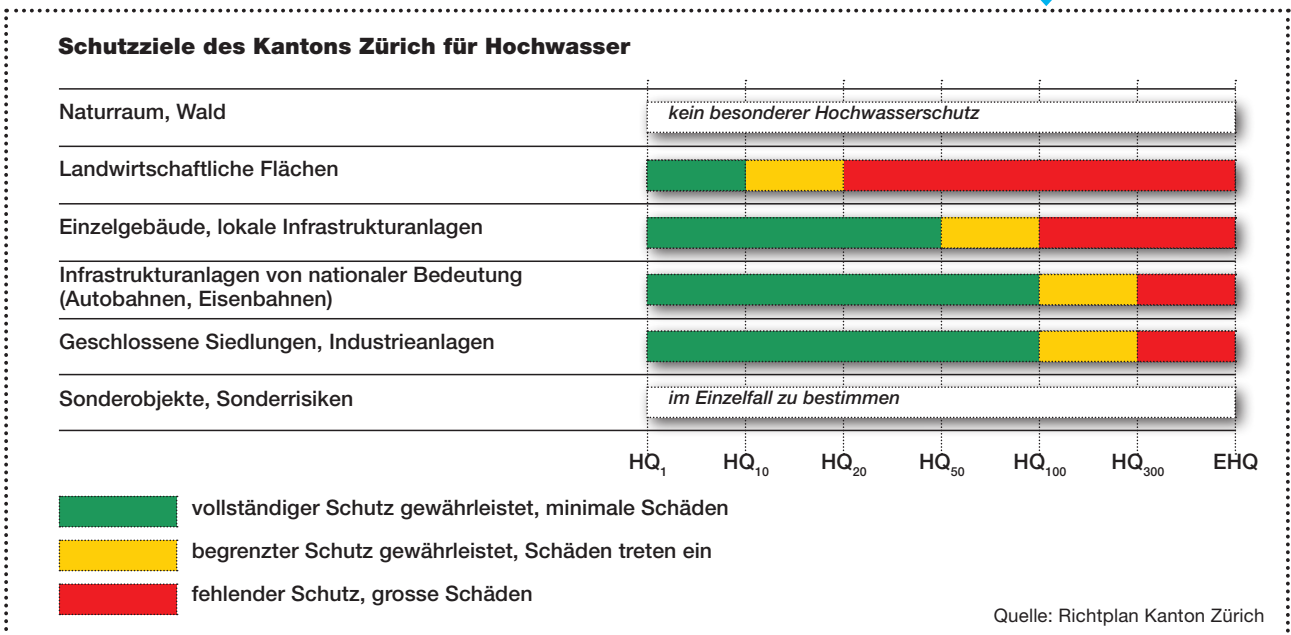 Schutzziele des Kantons Zürich für Hochwasser
Naturraum, Wald
kein besonderer Hochwasserschutz
Landwirtschaftliche Flächen
Einzelgebäude, lokale Infrastrukturanlagen
Infrastrukturanlagen von nationaler Bedeutung
(Autobahnen, Eisenbahnen)
Geschlossene Siedlungen, Industrieanlagen
Sonderobjekte, Sonderrisiken
im Einzelfall zu bestimmen
HQ1 HQ10 HQ20 HQ50 HQ100 HQ300 EHQ
vollständiger Schutz gewährleistet, minimale Schäden
begrenzter Schutz gewährleistet, Schäden treten ein
fehlender Schutz, grosse Schäden
Quelle: Richtplan Kanton Zürich